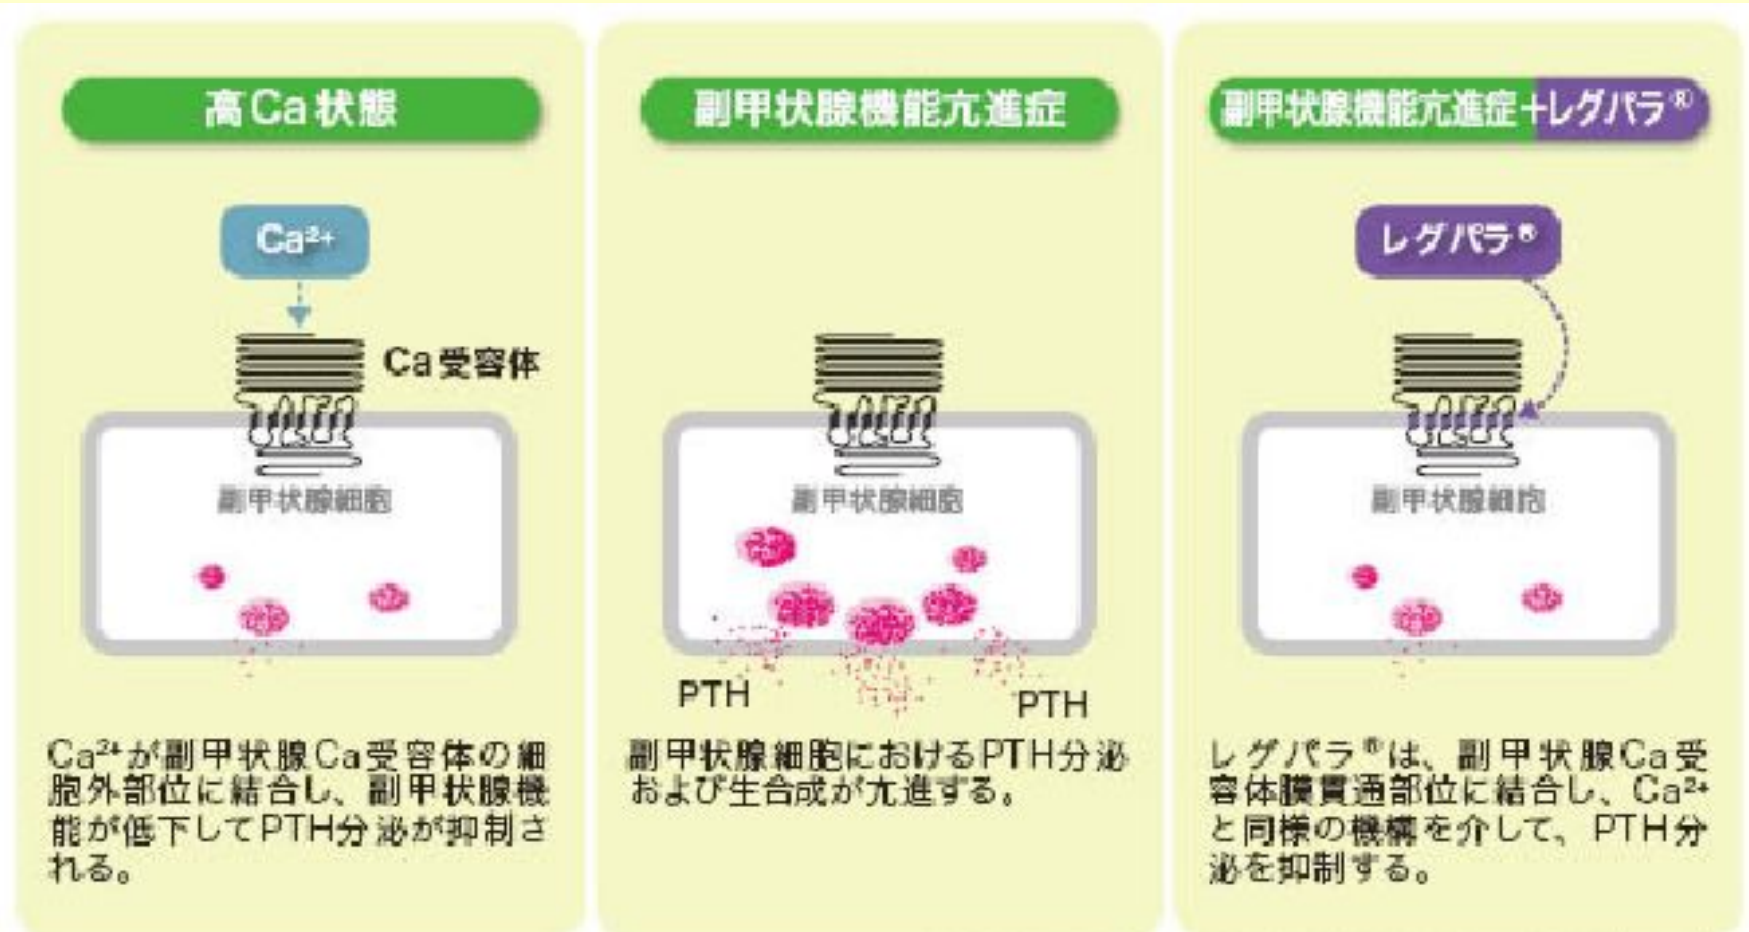 高Ca状態
Ca²⁺
Ca受容体
副甲状腺細胞
Ca²⁺が副甲状腺Ca受容体の細
胞外部位に結合し、副甲状腺機
能が低下してPTH分泌が抑制さ
れる。
副甲状腺機能亢進症
副甲状腺細胞
PTH
PTH
副甲状腺細胞におけるPTH分泌
および生合成が亢進する。
副甲状腺機能亢進症+レグパラ®
レグパラ®
副甲状腺細胞
レグパラ®は、副甲状腺Ca受
容体膜貫通部位に結合し、Ca²⁺
と同様の機構を介して、PTH分
泌を抑制する。